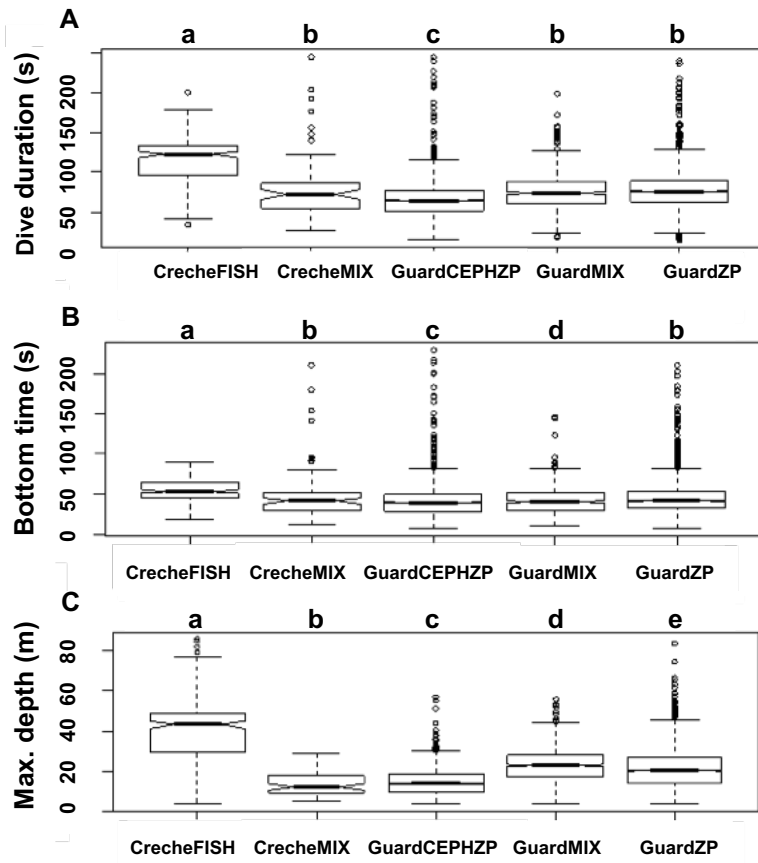 A
a b c b b
Dive duration (s)
0 50 100 150 200
CrecheFISH CrecheMIX GuardCEPHZP GuardMIX GuardZP
B
a b c d b
Bottom time (s)
0 50 100 150 200
CrecheFISH CrecheMIX GuardCEPHZP GuardMIX GuardZP
C
a b c d e
Max. depth (m)
0 20 40 60 80
CrecheFISH CrecheMIX GuardCEPHZP GuardMIX GuardZP